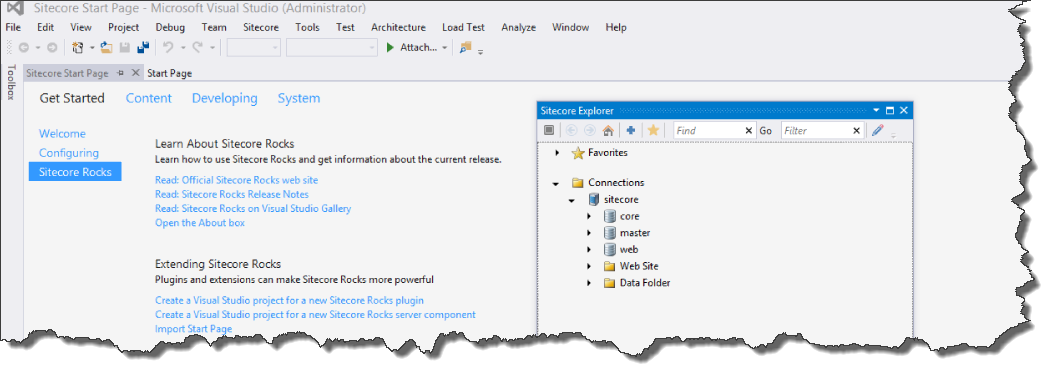 Sitecore Start Page - Microsoft Visual Studio (Administrator)
File Edit View Project Debug Team Sitecore Tools Test Architecture Load Test Analyze Window Help
Attach...
Toolbox
Sitecore Start Page Start Page
Get Started Content Developing System
Welcome
Configuring
Sitecore Rocks
Learn About Sitecore Rocks
Learn how to use Sitecore Rocks and get information about the current release.
Read: Official Sitecore Rocks web site
Read: Sitecore Rocks Release Notes
Read: Sitecore Rocks on Visual Studio Gallery
Open the About box
Extending Sitecore Rocks
Plugins and extensions can make Sitecore Rocks more powerful
Create a Visual Studio project for a new Sitecore Rocks plugin
Create a Visual Studio project for a new Sitecore Rocks server component
Import Start Page
Sitecore Explorer
Find Go Filter
Favorites
Connections
sitecore
core
master
web
Web Site
Data Folder